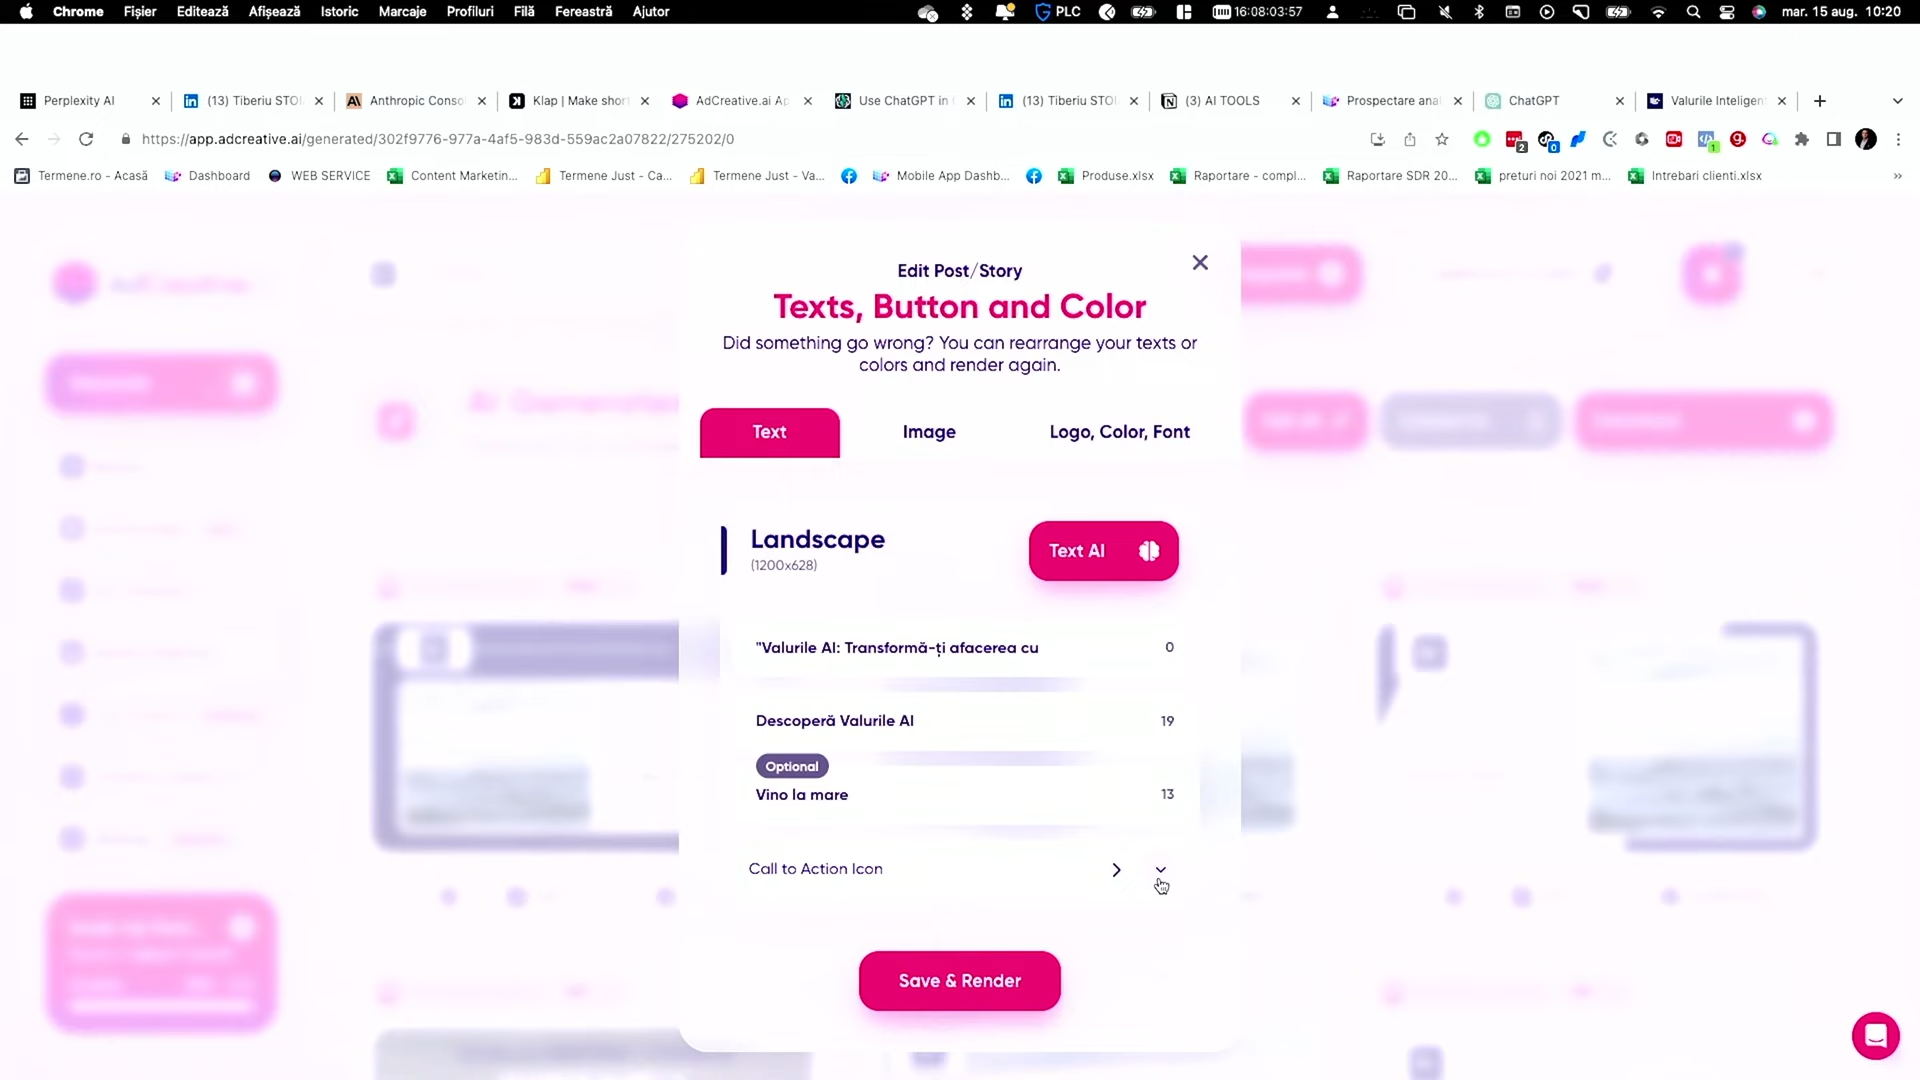 Chrome Fișier Editează Afișează Istoric Marcaje Profiluri Filă Fereastră Ajutor PLC 16:08:03:57 mar. 15 aug. 10:20
Perplexity AI (13) Tiberiu STO Anthropic Conso Klap | Make shor AdCreative.ai Ap Use ChatGPT in (13) Tiberiu STO (3) AI TOOLS Prospectare ana ChatGPT Valurile Inteligen
https://app.adcreative.ai/generated/302f9776-977a-4af5-983d-559ac2a07822/275202/0
Termene.ro - Acasă Dashboard WEB SERVICE Content Marketin... Termene Just - Ca... Termene Just - Va... Mobile App Dashb... Produse.xlsx Raportare - compl... Raportare SDR 20... preturi noi 2021 m... Intrebari clienti.xlsx »
Edit Post/Story
Texts, Button and Color
Did something go wrong? You can rearrange your texts or
colors and render again.
Text Image Logo, Color, Font
Landscape
(1200x628)
Text AI
"Valurile AI: Transformă-ți afacerea cu 0
Descoperă Valurile AI 19
Optional
Vino la mare 13
Call to Action Icon
Save & Render